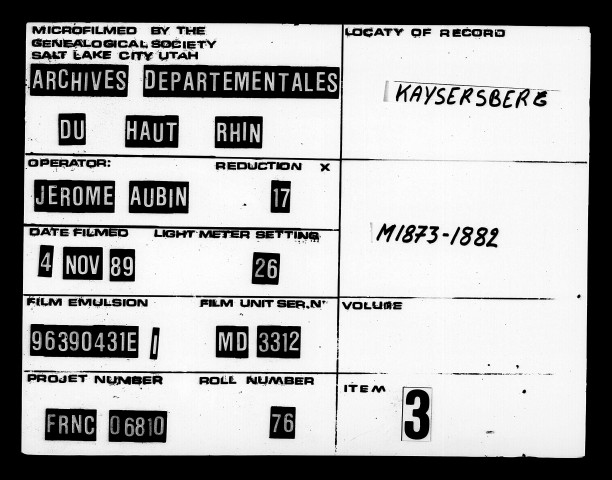 MICROFILMED BY THE
GENEALOGICAL SOCIETY
SALT LAKE CITY UTAH
ARCHIVES DEPARTEMENTALES
DU HAUT RHIN
OPERATOR: REDUCTION X
JEROME AUBIN 17
DATE FILMED LIGHT METER SETTING
4 NOV 89 26
FILM EMULSION FILM UNIT SER.N°
96390431E 1 MD 3312
PROJET NUMBER ROLL NUMBER
FRNC 06810 76
LOCATY OF RECORD
KAYSERSBERG
M1873-1882
VOLUME
ITEM 3